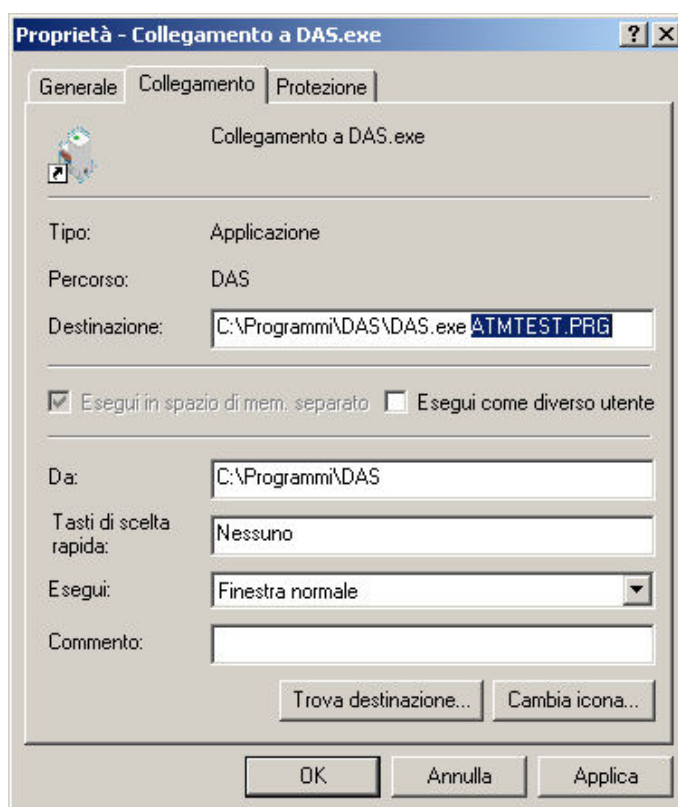 Proprietà - Collegamento a DAS.exe
Generale Collegamento Protezione
Collegamento a DAS.exe
Tipo: Applicazione
Percorso: DAS
Destinazione: C:\Programmi\DAS\DAS.exe ATMTEST.PRG
Esegui in spazio di mem. separato Esegui come diverso utente
Da: C:\Programmi\DAS
Tasti di scelta rapida: Nessuno
Esegui: Finestra normale
Commento:
Trova destinazione... Cambia icona...
OK Annulla Applica